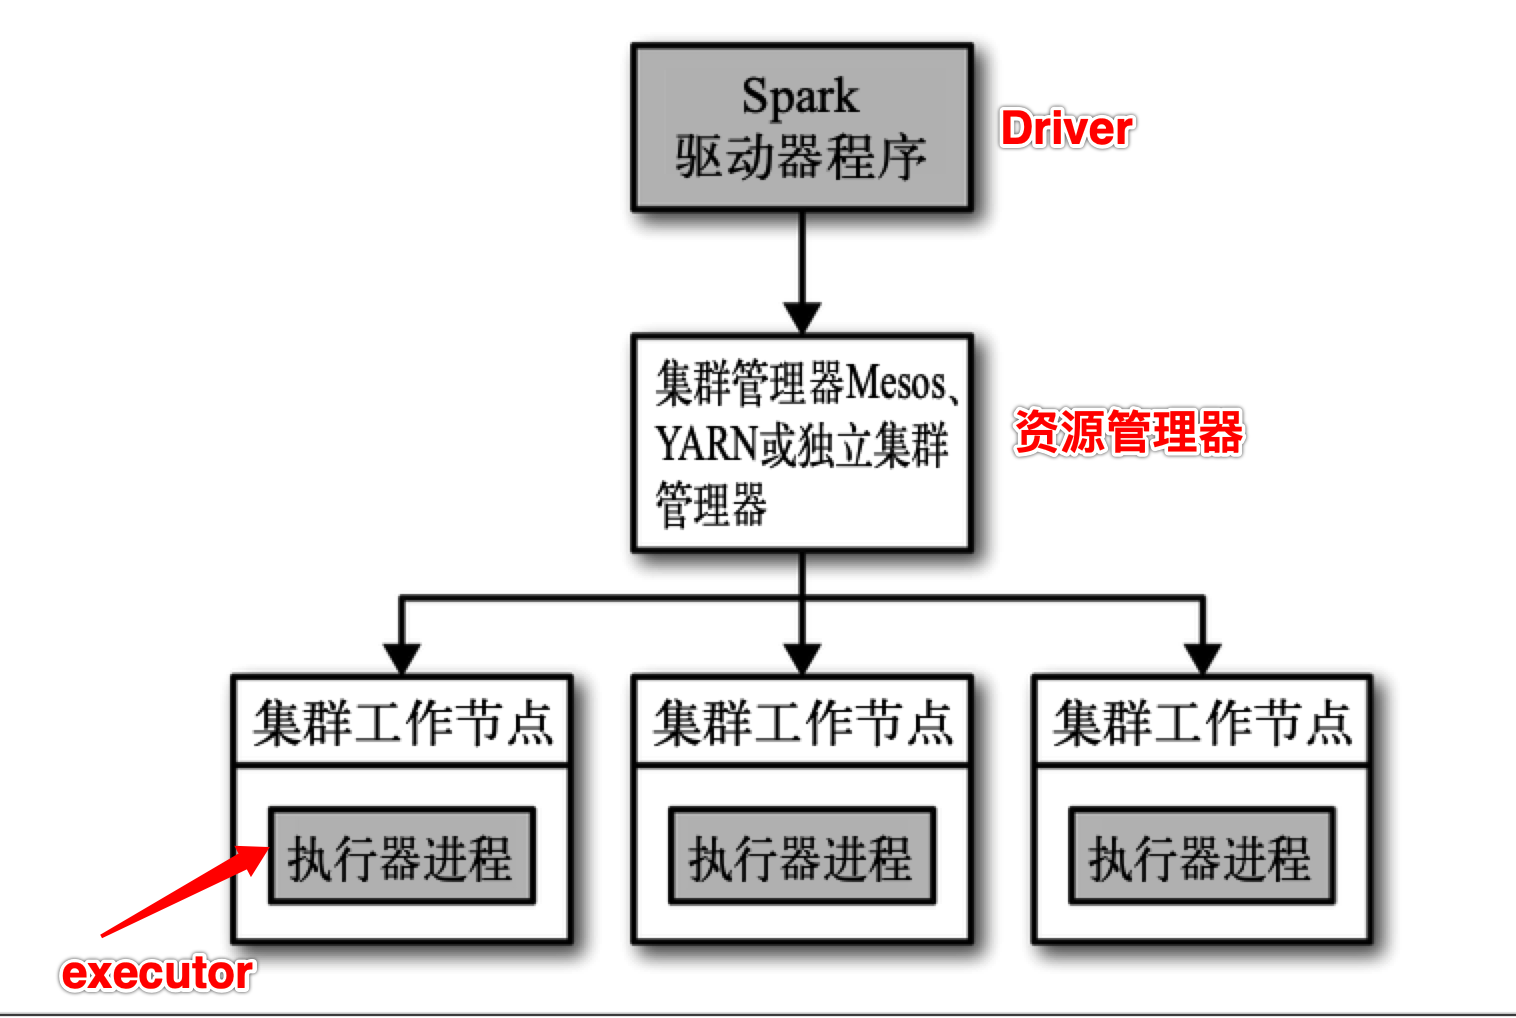 Spark
驱动器程序
Driver
集群管理器Mesos、
YARN或独立集群
管理器
资源管理器
集群工作节点
集群工作节点
集群工作节点
执行器进程
执行器进程
执行器进程
executor